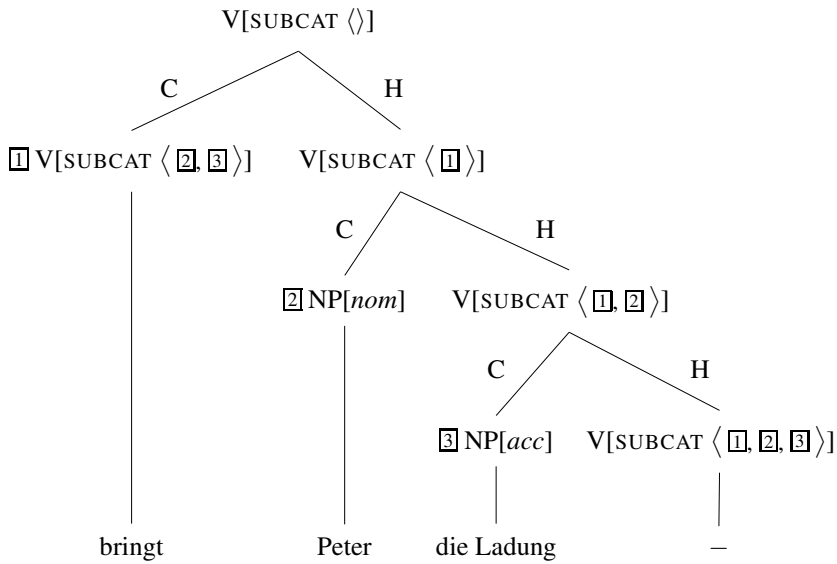 V[SUBCAT ⟨⟩]
C H
1 V[SUBCAT ⟨ 2, 3 ⟩] V[SUBCAT ⟨ 1 ⟩]
C H
2 NP[nom] V[SUBCAT ⟨ 1, 2 ⟩]
C H
3 NP[acc] V[SUBCAT ⟨ 1, 2, 3 ⟩]
bringt Peter die Ladung –